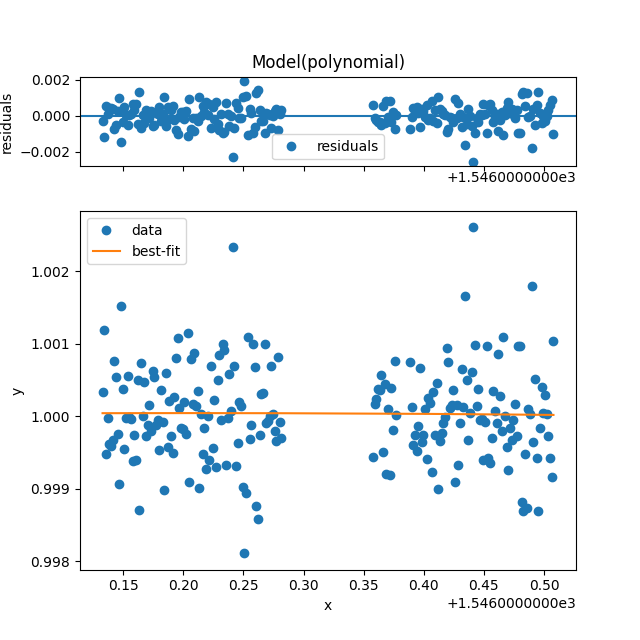 Model(polynomial)
0.002
0.000
−0.002
residuals
residuals
+1.5460000000e3
data
best-fit
1.002
1.001
1.000
0.999
0.998
y
0.15 0.20 0.25 0.30 0.35 0.40 0.45 0.50
x
+1.5460000000e3